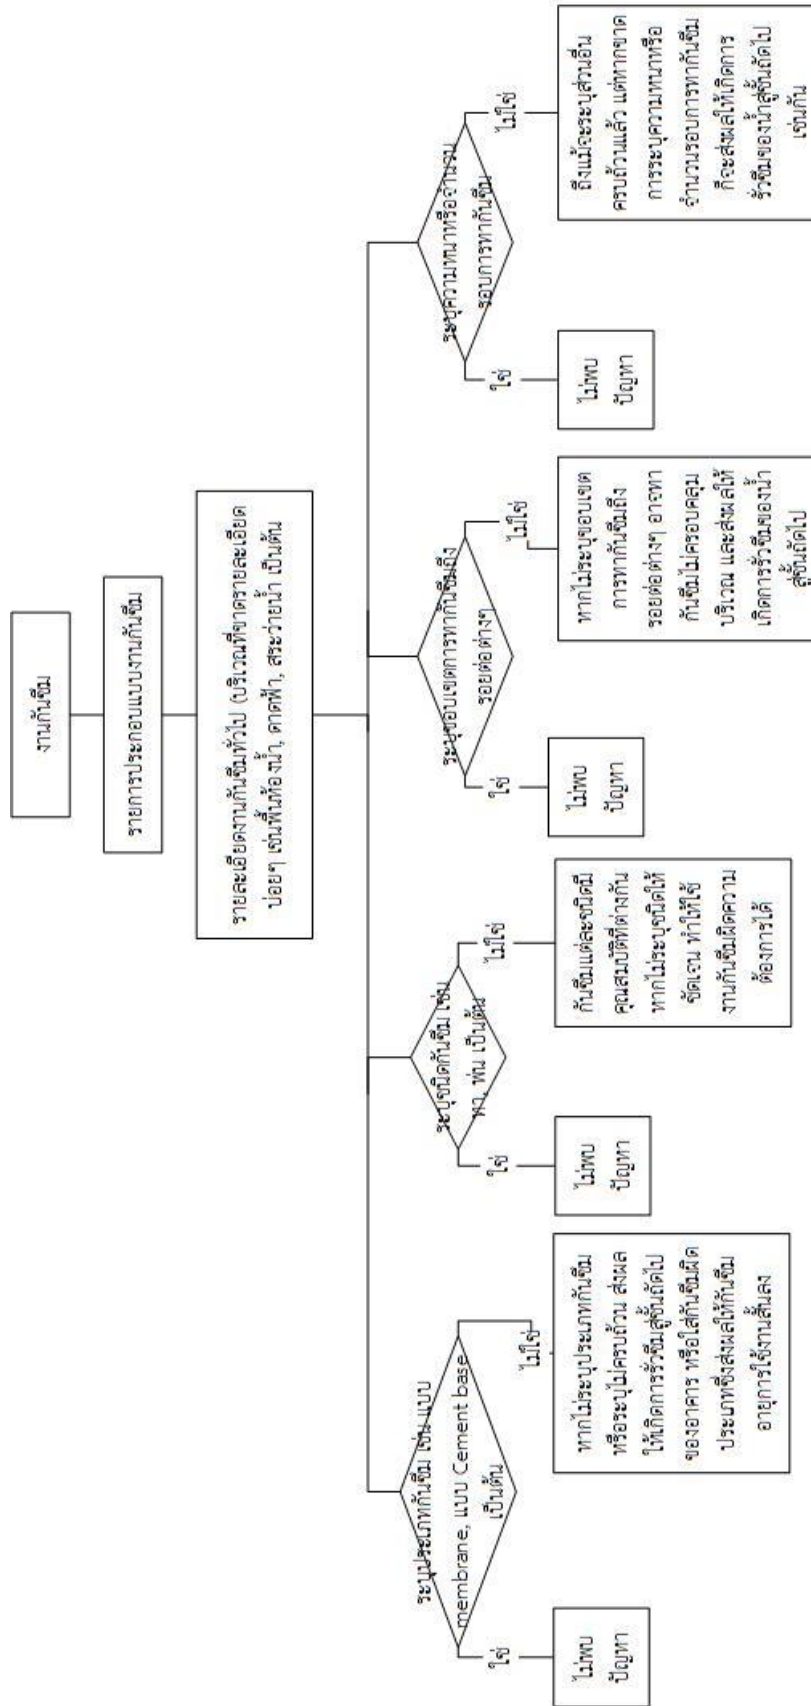 งานกันซึม
รายการประกอบแบบงานกันซึม
รายละเอียดงานกันซึมทั่วไป (บริเวณที่ขาดรายละเอียด
บ่อยๆ เช่นพื้นห้องน้ำ, ดาดฟ้า, สระว่ายน้ำ เป็นต้น
ระบุประเภทกันซึม เช่น แบบ
membrane, แบบ Cement base
เป็นต้น
ใช่
ไม่พบ
ปัญหา
ไม่ใช่
หากไม่ระบุประเภทกันซึม
หรือระบุไม่ครบถ้วน ส่งผล
ให้เกิดการรั่วซึมสู่ชั้นถัดไป
ของอาคาร หรือใส่กันซึมผิด
ประเภทซึ่งส่งผลให้กันซึม
อายุการใช้งานสั้นลง
ระบุชนิดกันซึม เช่น
ทา, พ่น เป็นต้น
ใช่
ไม่พบ
ปัญหา
ไม่ใช่
กันซึมแต่ละชนิดมี
คุณสมบัติที่ต่างกัน
หากไม่ระบุชนิดให้
ชัดเจน ทำให้ใช้
งานกันซึมผิดความ
ต้องการได้
ระบุขอบเขตการทากันซึมถึง
รอยต่อต่างๆ
ใช่
ไม่พบ
ปัญหา
ไม่ใช่
หากไม่ระบุขอบเขต
การทากันซึมถึง
รอยต่อต่างๆ อาจทา
กันซึมไม่ครอบคลุม
บริเวณ และส่งผลให้
เกิดการรั่วซึมของน้ำ
สู่ชั้นถัดไป
ระบุความหนาหรือจำนวน
รอบการทากันซึม
ใช่
ไม่พบ
ปัญหา
ไม่ใช่
ถึงแม้จะระบุส่วนอื่น
ครบถ้วนแล้ว แต่หากขาด
การระบุความหนาหรือ
จำนวนรอบการทากันซึม
ก็จะส่งผลให้เกิดการ
รั่วซึมของน้ำสู่ชั้นถัดไป
เช่นกัน